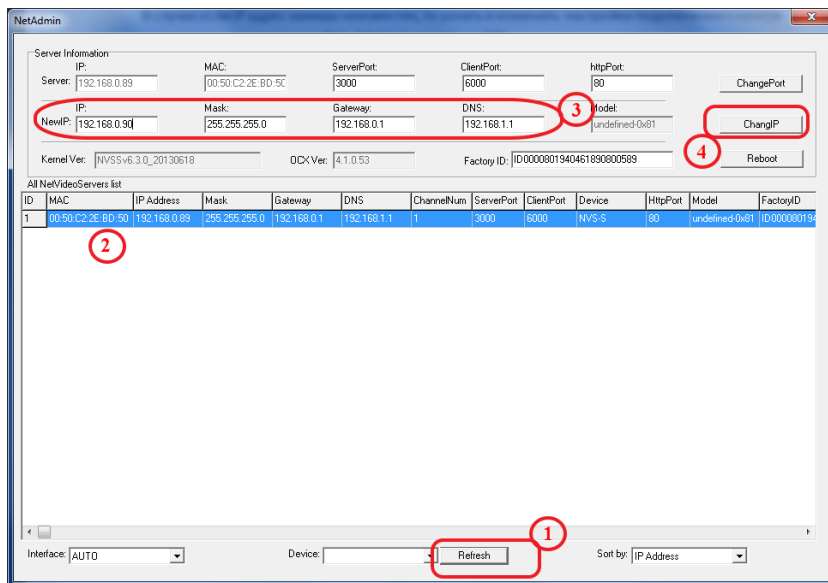 NetAdmin
Server Information
IP: MAC: ServerPort: ClientPort: httpPort:
Server: 192.168.0.89 00:50:C2:2E:BD:5C 3000 6000 80 ChangePort
IP: Mask: Gateway: DNS: 3 Model:
NewIP: 192.168.0.90 255.255.255.0 192.168.0.1 192.168.1.1 undefined-0x81 ChangIP
4
Kernel Ver: NVSSv6.3.0_20130618 OCX Ver: 4.1.0.53 Factory ID: ID0000801940461890800589 Reboot
All NetVideoServers list
ID MAC IP Address Mask Gateway DNS ChannelNum ServerPort ClientPort Device HttpPort Model FactoryID
1 00:50:C2:2E:BD:50 192.168.0.89 255.255.255.0 192.168.0.1 192.168.1.1 1 3000 6000 NVS-S 80 undefined-0x81 ID000080194
2
1
Interface: AUTO Device: Refresh Sort by: IP Address